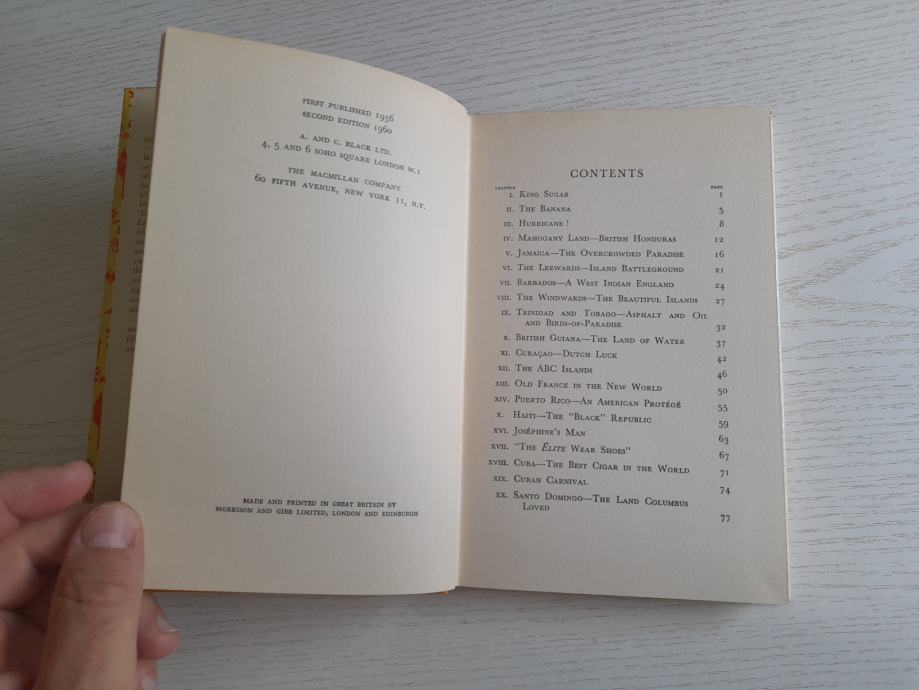 FIRST PUBLISHED 1956
SECOND EDITION 1960
A. AND C. BLACK LTD.
4, 5 AND 6 SOHO SQUARE LONDON W.1
THE MACMILLAN COMPANY
60 FIFTH AVENUE, NEW YORK 11, N.Y.
MADE AND PRINTED IN GREAT BRITAIN BY
MORRISON AND GIBB LIMITED, LONDON AND EDINBURGH
CONTENTS
CHAPTER PAGE
I. KING SUGAR 1
II. THE BANANA 5
III. HURRICANE! 8
IV. MAHOGANY LAND—BRITISH HONDURAS 12
V. JAMAICA—THE OVERCROWDED PARADISE 16
VI. THE LEEWARDS—ISLAND BATTLEGROUND 21
VII. BARBADOS—A WEST INDIAN ENGLAND 24
VIII. THE WINDWARDS—THE BEAUTIFUL ISLANDS 27
IX. TRINIDAD AND TOBAGO—ASPHALT AND OIL
AND BIRDS-OF-PARADISE 32
X. BRITISH GUIANA—THE LAND OF WATER 37
XI. CURAÇAO—DUTCH LUCK 42
XII. THE ABC ISLANDS 46
XIII. OLD FRANCE IN THE NEW WORLD 50
XIV. PUERTO RICO—AN AMERICAN PROTÉGÉ 55
X. HAITI—THE "BLACK" REPUBLIC 59
XVI. JOSÉPHINE'S MAN 63
XVII. "THE ÉLITE WEAR SHOES" 67
XVIII. CUBA—THE BEST CIGAR IN THE WORLD 71
XIX. CUBAN CARNIVAL 74
XX. SANTO DOMINGO—THE LAND COLUMBUS
LOVED 77